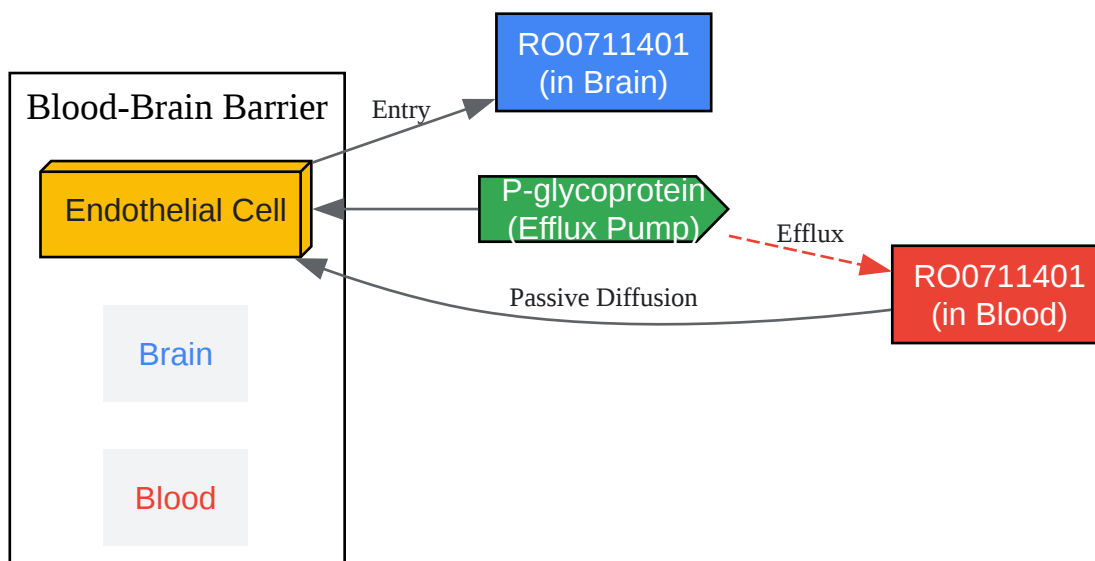 RO0711401
(in Brain)
Blood-Brain Barrier
Entry
Endothelial Cell
P-glycoprotein
(Efflux Pump)
Efflux
RO0711401
(in Blood)
Passive Diffusion
Brain
Blood